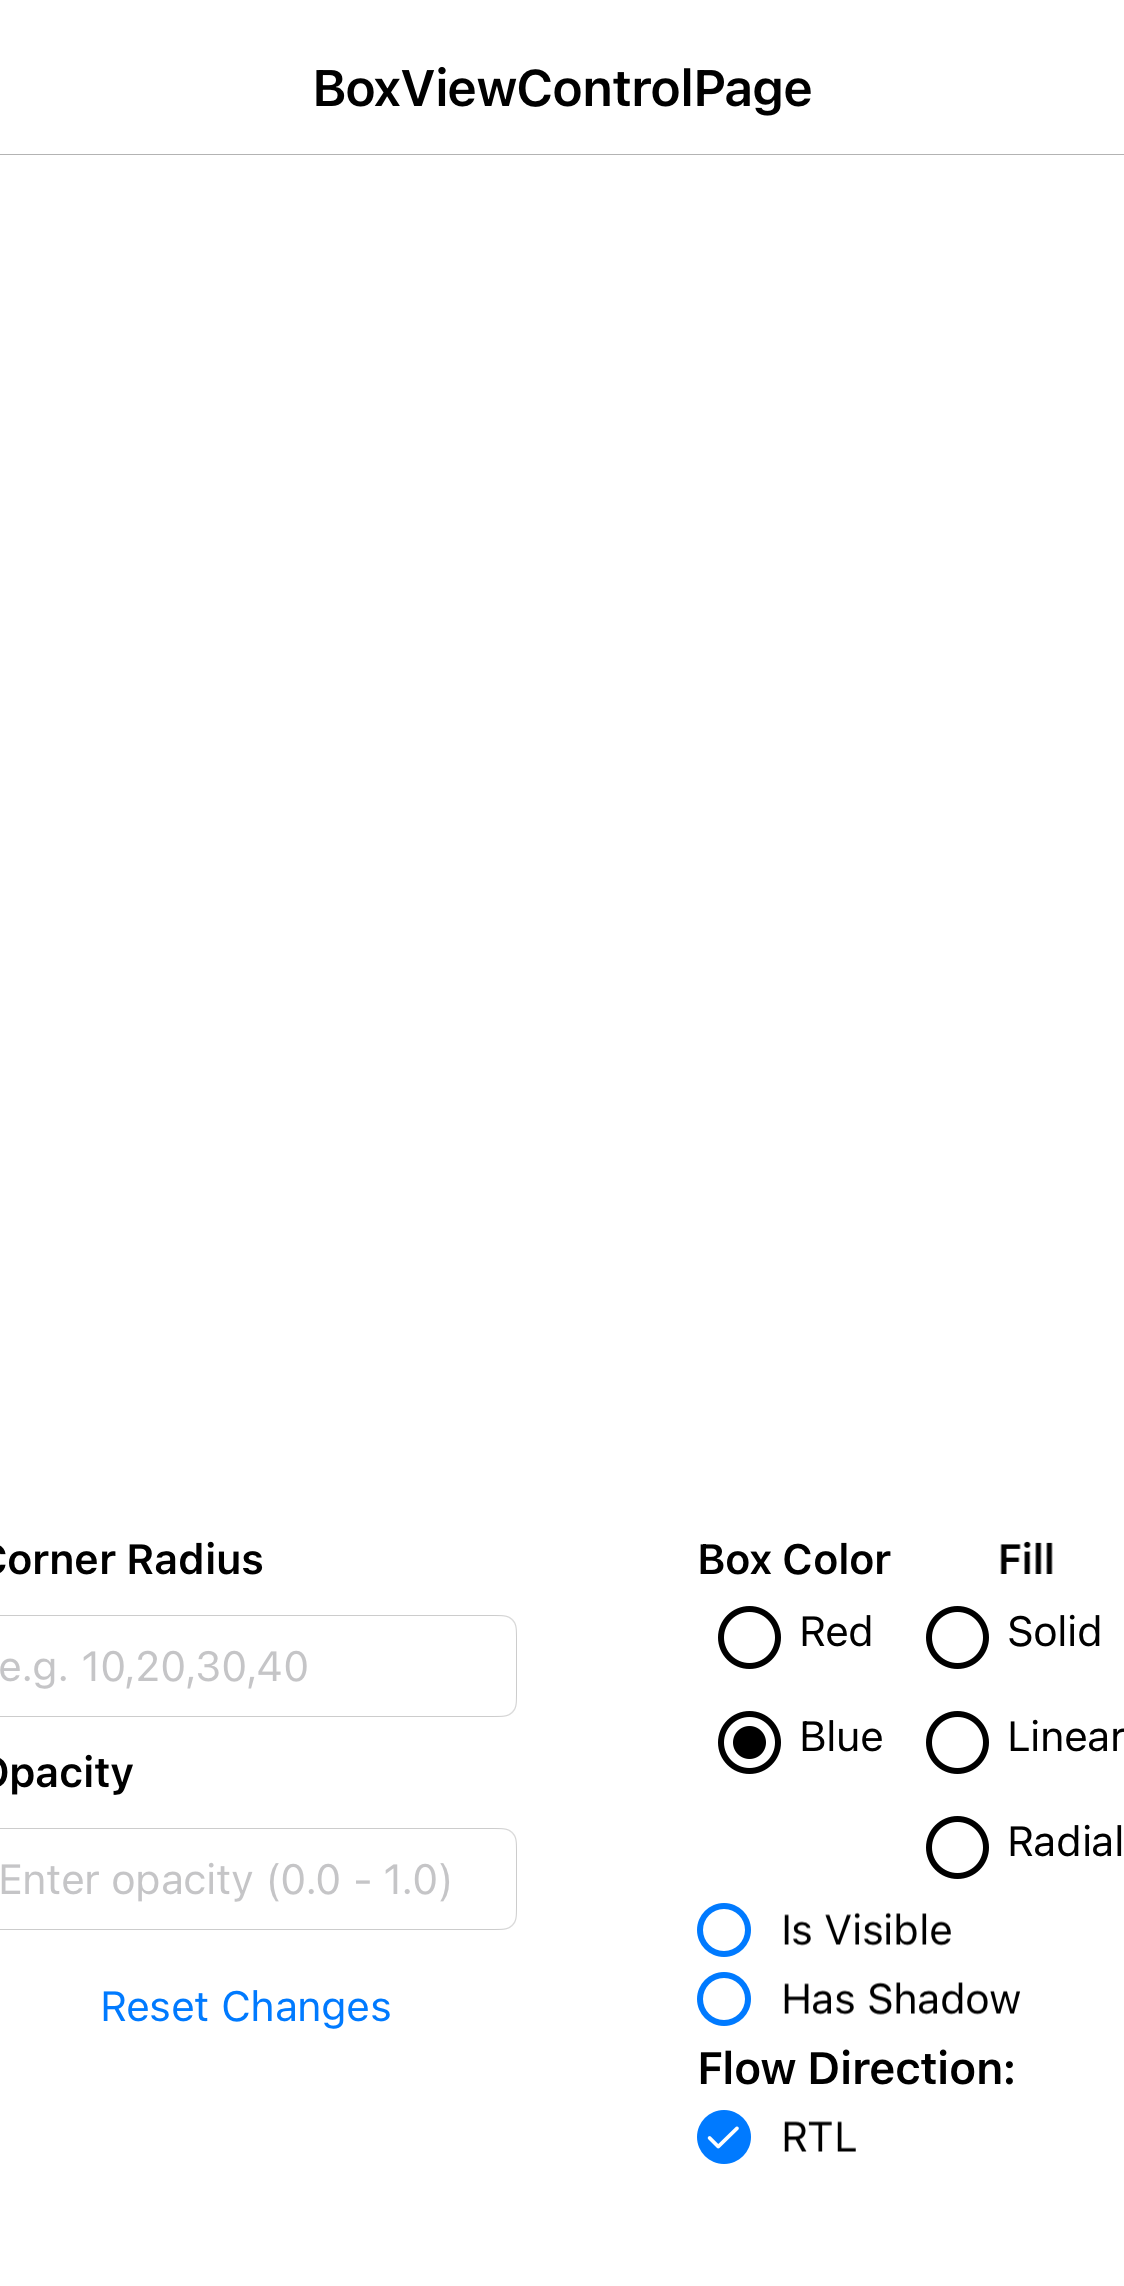 BoxViewControlPage
Corner Radius
e.g. 10,20,30,40
Opacity
Enter opacity (0.0 - 1.0)
Reset Changes
Box Color
Red
Blue
Fill
Solid
Linear
Radial
Is Visible
Has Shadow
Flow Direction:
RTL